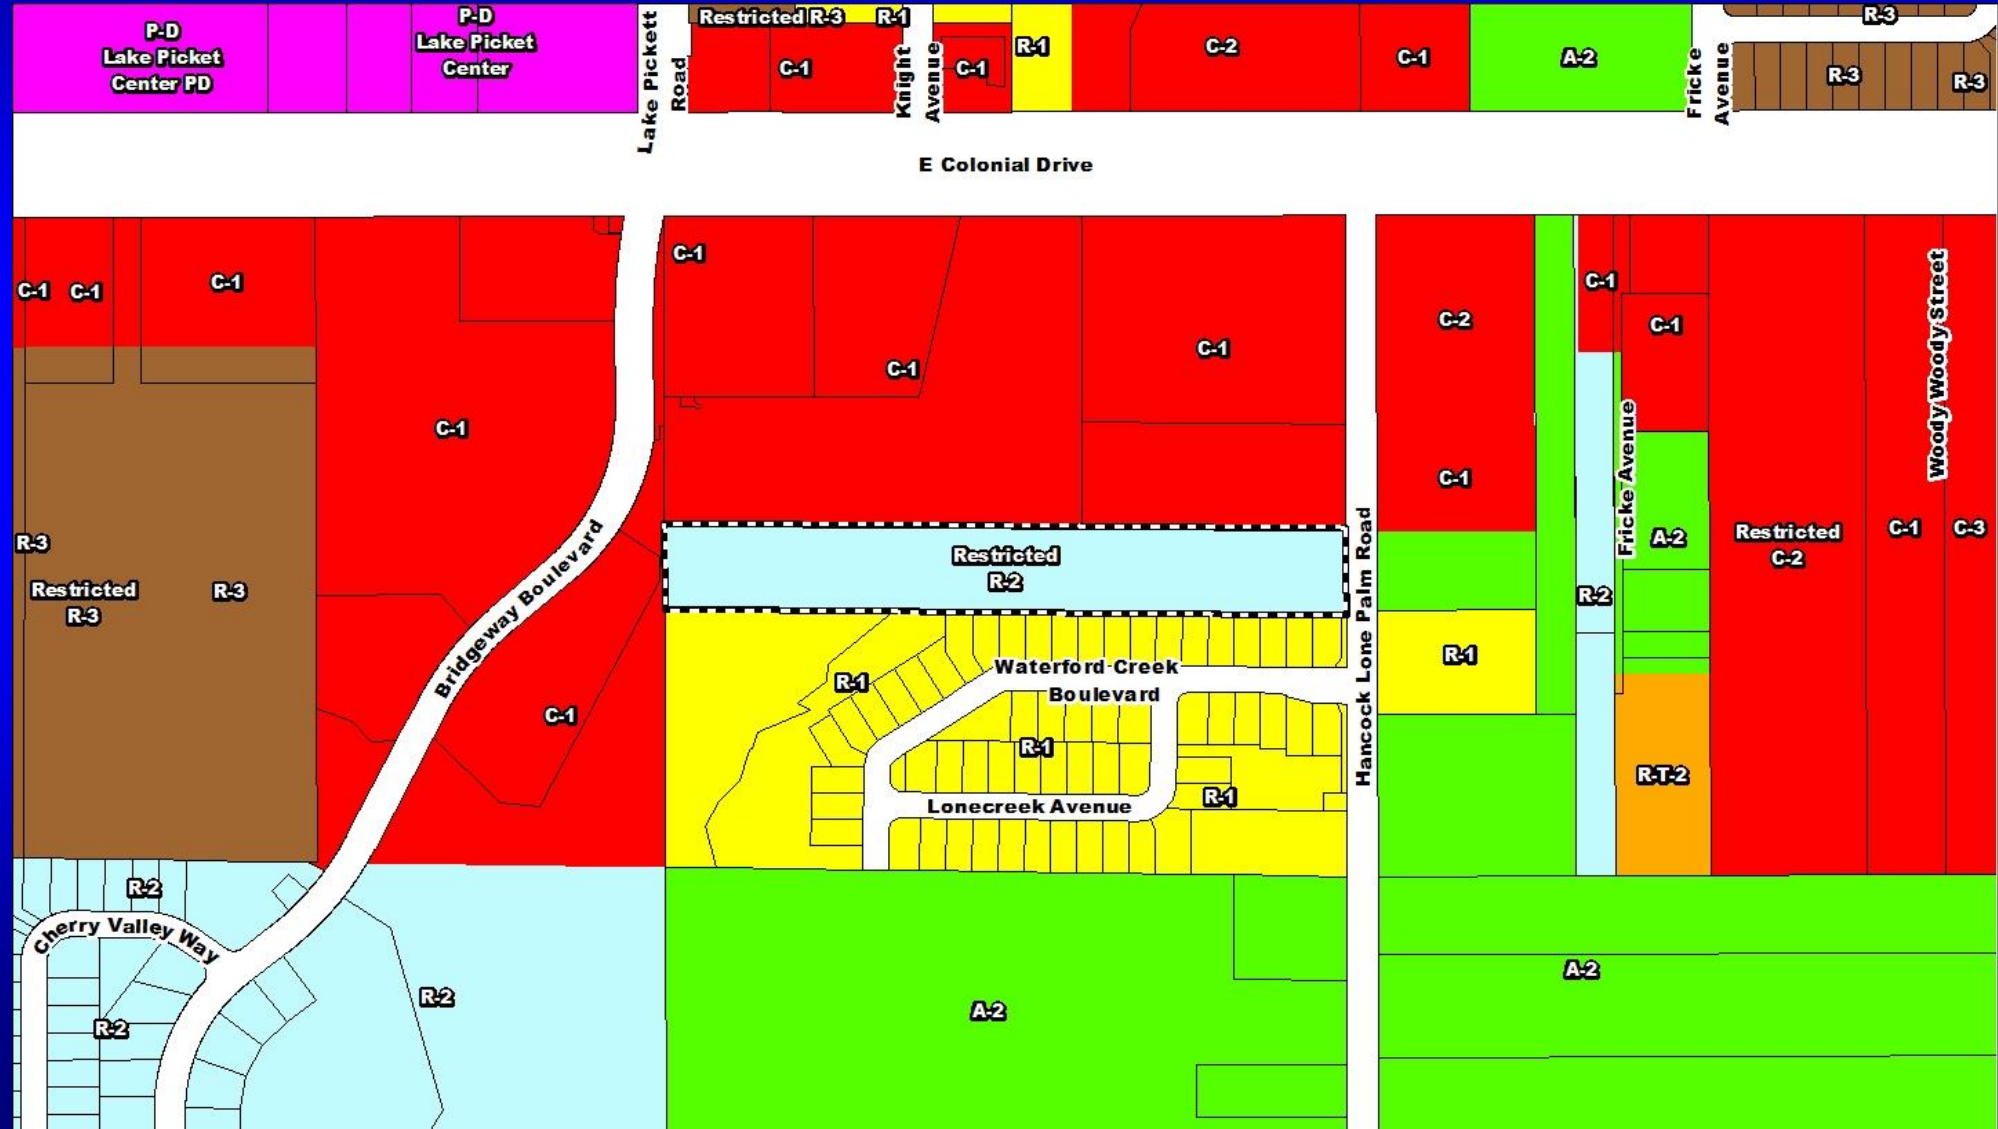 P-D
Lake Picket
Center PD
P-D
Lake Picket
Center
Lake Pickett
Road
Restricted R-3
R-1
C-1
Knight
Avenue
C-1
R-1
C-2
C-1
A-2
Fricke
Avenue
R-3
R-3
R-3
E Colonial Drive
C-1
C-1
C-1
C-1
C-1
C-1
C-1
C-2
C-1
C-1
C-1
Woody Woody Street
Fricke Avenue
R-3
Restricted
R-3
R-3
Bridgeway Boulevard
Restricted
R-2
Hancock Lone Palm Road
R-2
A-2
Restricted
C-2
C-1
C-3
C-1
R-1
Waterford Creek
Boulevard
R-1
R-1
R-1
R-T-2
Lonecreek Avenue
R-2
Cherry Valley Way
R-2
R-2
A-2
A-2